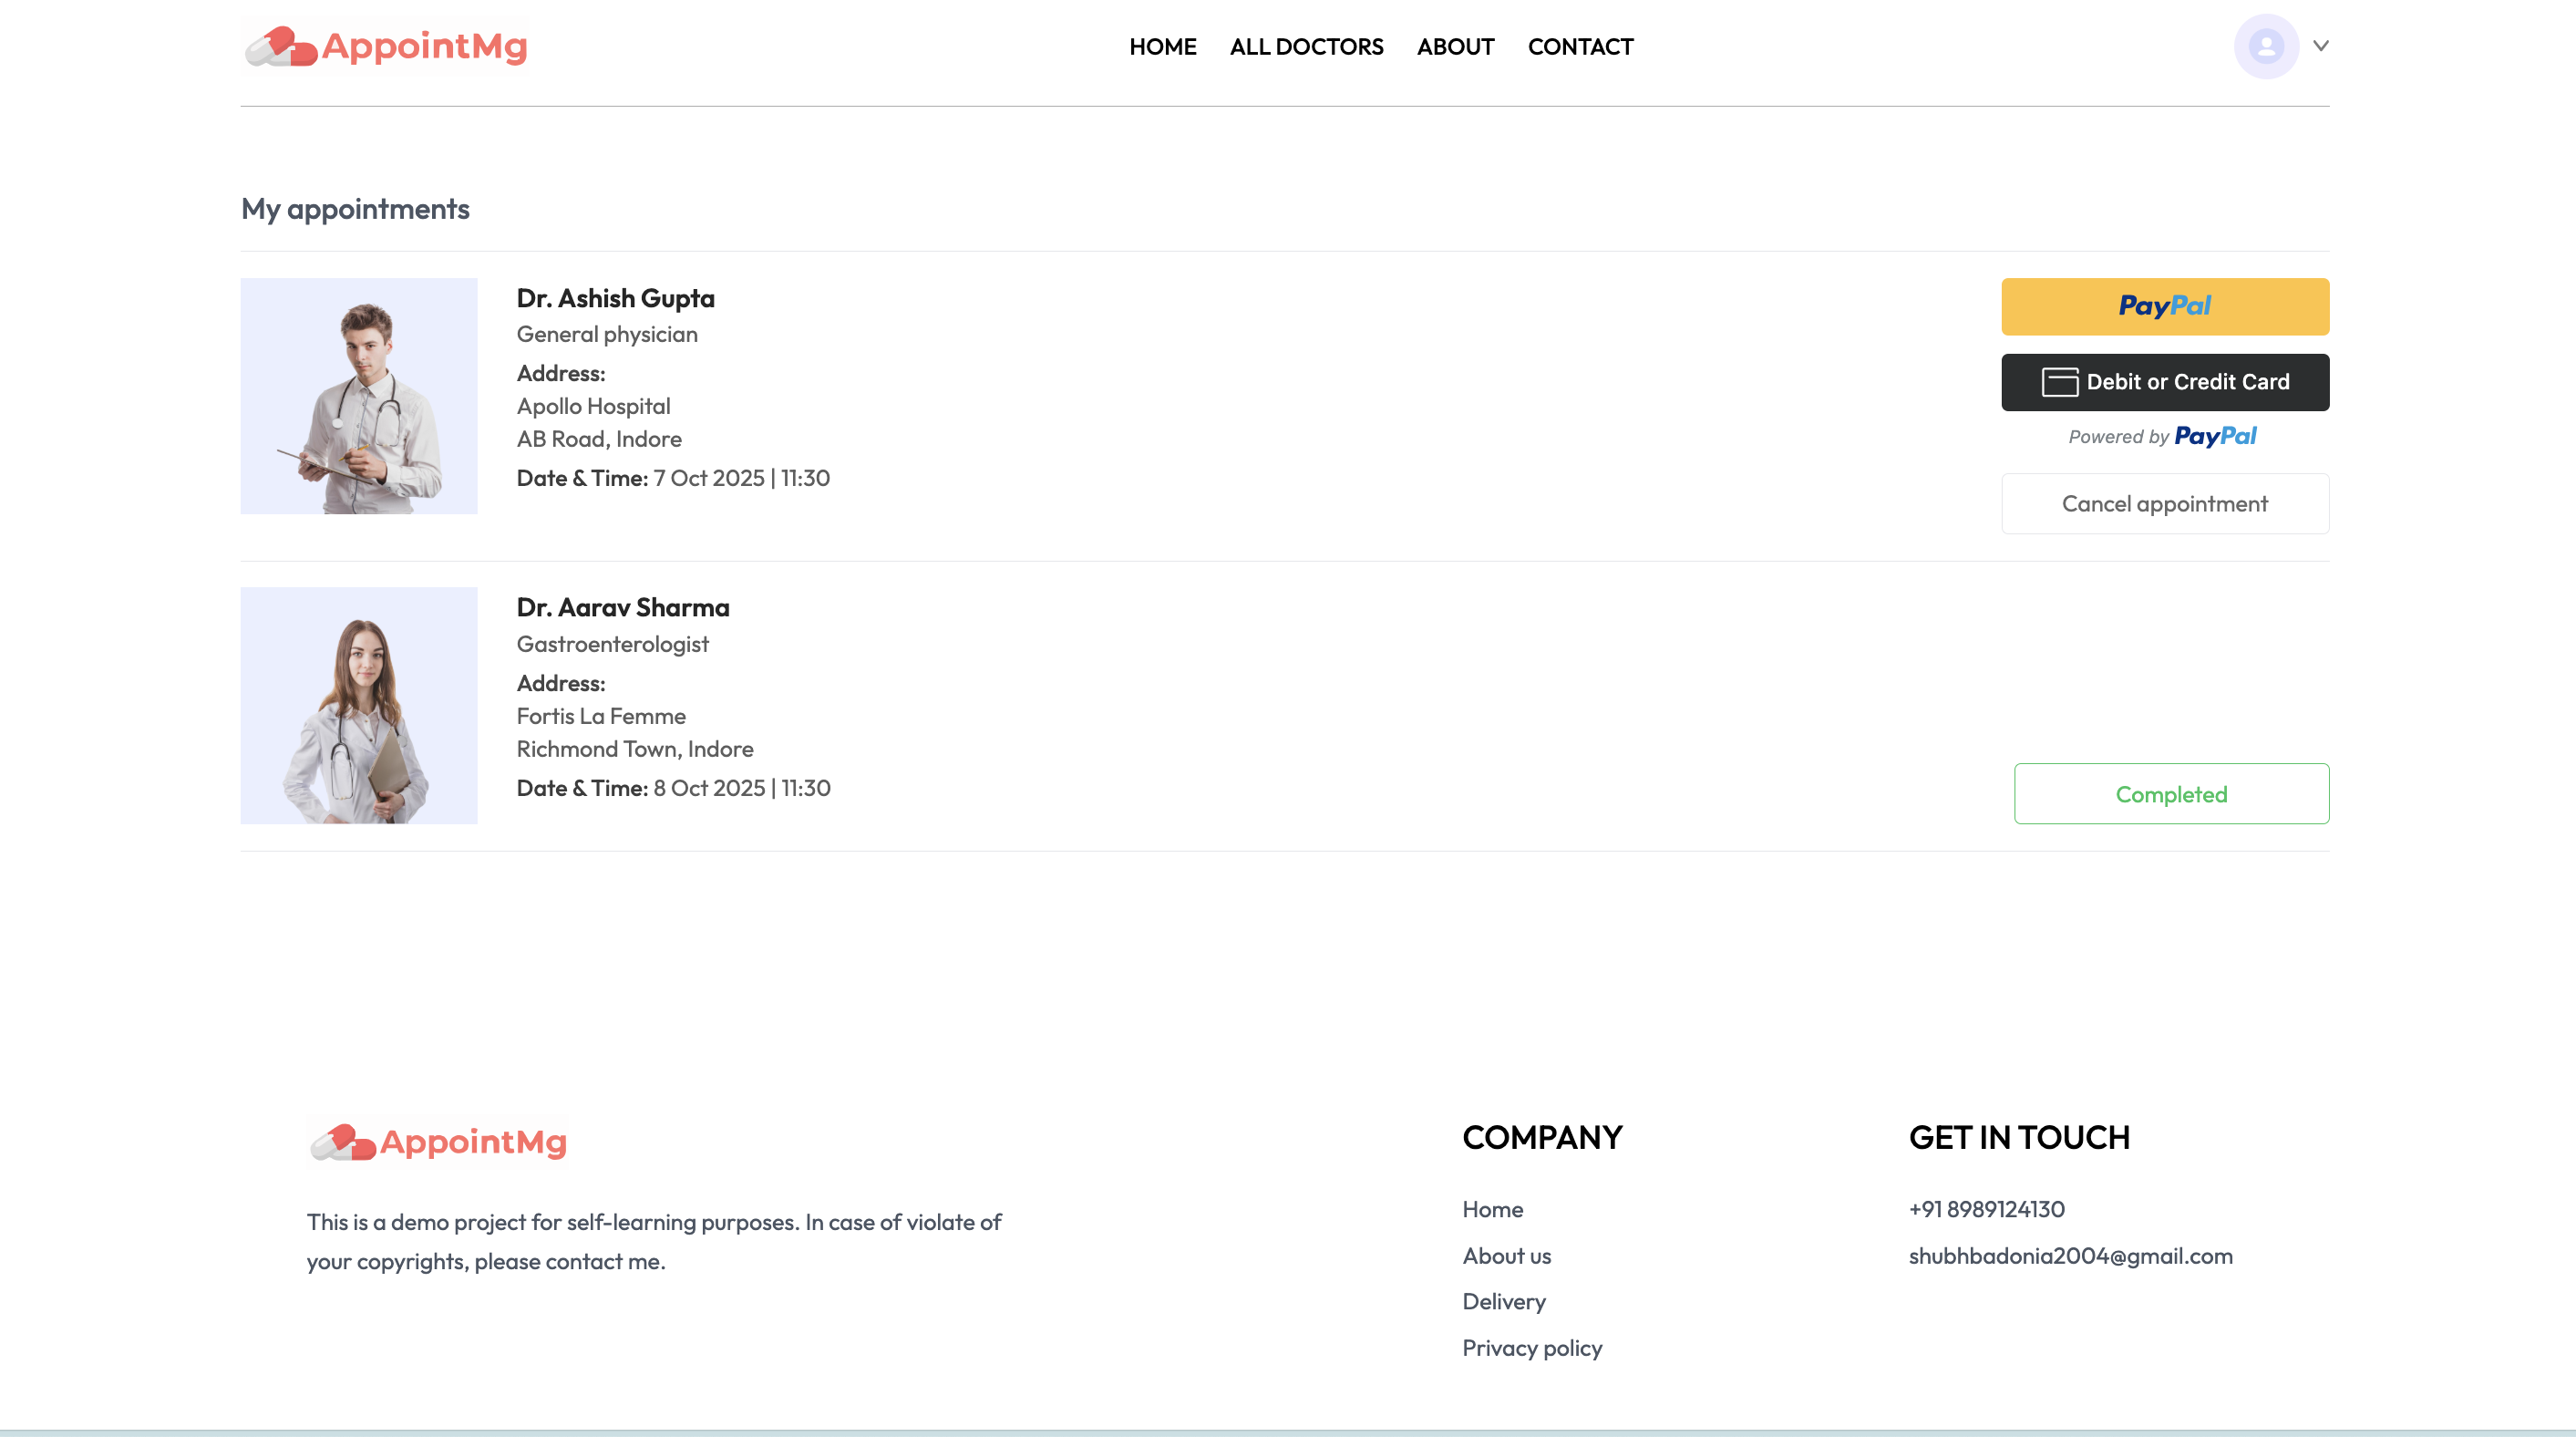 AppointMg
HOME ALL DOCTORS ABOUT CONTACT
My appointments
Dr. Ashish Gupta
General physician
Address:
Apollo Hospital
AB Road, Indore
Date & Time: 7 Oct 2025 | 11:30
PayPal
Debit or Credit Card
Powered by PayPal
Cancel appointment
Dr. Aarav Sharma
Gastroenterologist
Address:
Fortis La Femme
Richmond Town, Indore
Date & Time: 8 Oct 2025 | 11:30
Completed
AppointMg
This is a demo project for self-learning purposes. In case of violate of
your copyrights, please contact me.
COMPANY
Home
About us
Delivery
Privacy policy
GET IN TOUCH
+91 8989124130
shubhbadonia2004@gmail.com